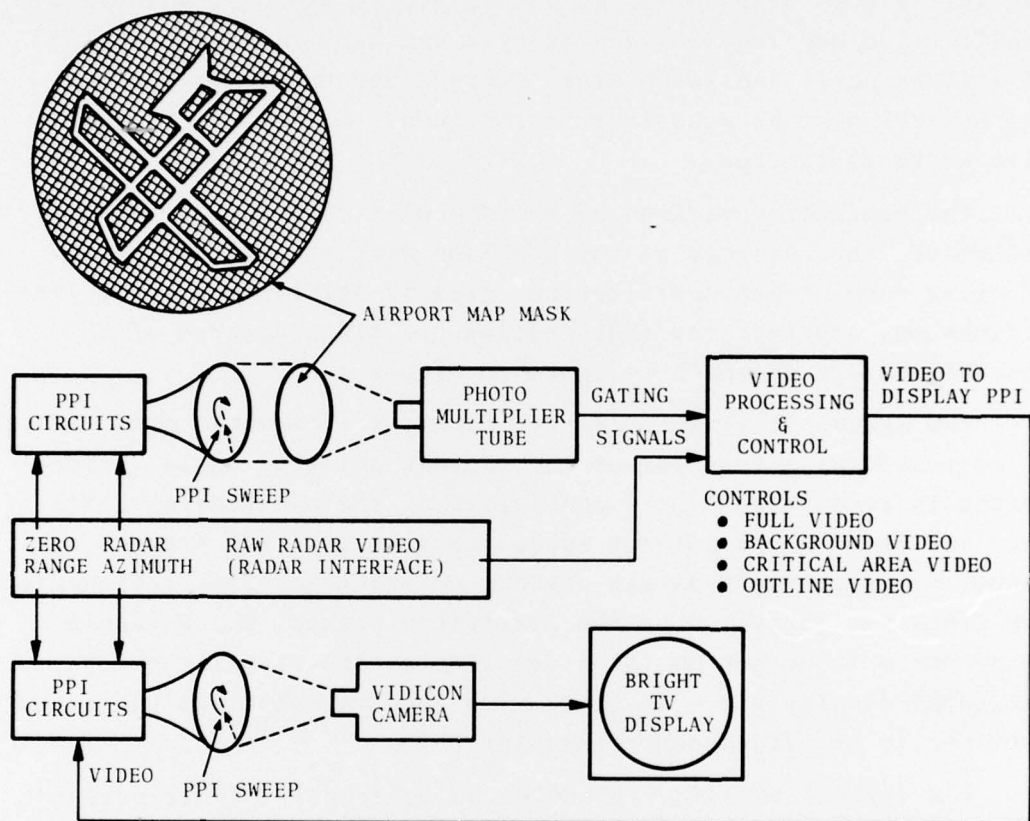 AIRPORT MAP MASK
PPI
CIRCUITS
PPI SWEEP
PHOTO
MULTIPLIER
TUBE
GATING
SIGNALS
VIDEO
PROCESSING
&
CONTROL
VIDEO TO
DISPLAY PPI
CONTROLS
● FULL VIDEO
● BACKGROUND VIDEO
● CRITICAL AREA VIDEO
● OUTLINE VIDEO
ZERO
RANGE
RADAR
AZIMUTH
RAW RADAR VIDEO
(RADAR INTERFACE)
PPI
CIRCUITS
VIDEO
PPI SWEEP
VIDICON
CAMERA
BRIGHT
TV
DISPLAY